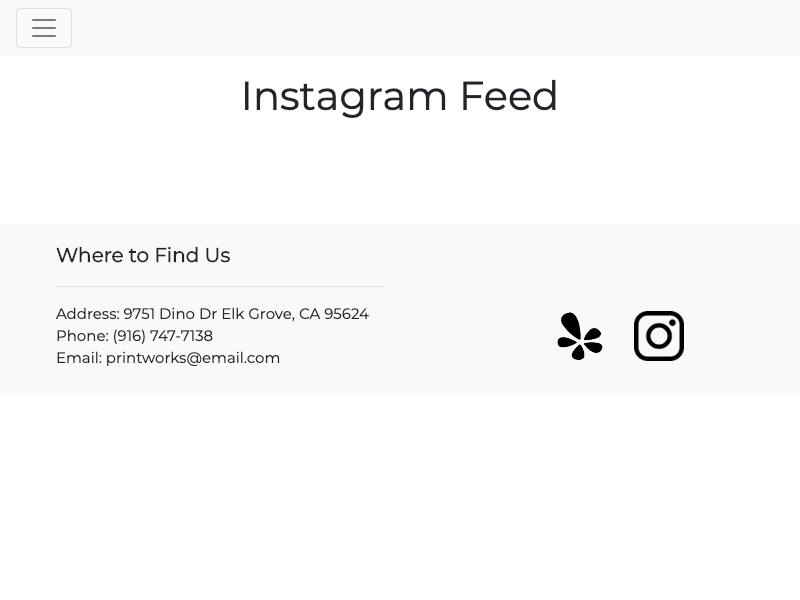 Instagram Feed
Where to Find Us
Address: 9751 Dino Dr Elk Grove, CA 95624
Phone: (916) 747-7138
Email: printworks@email.com